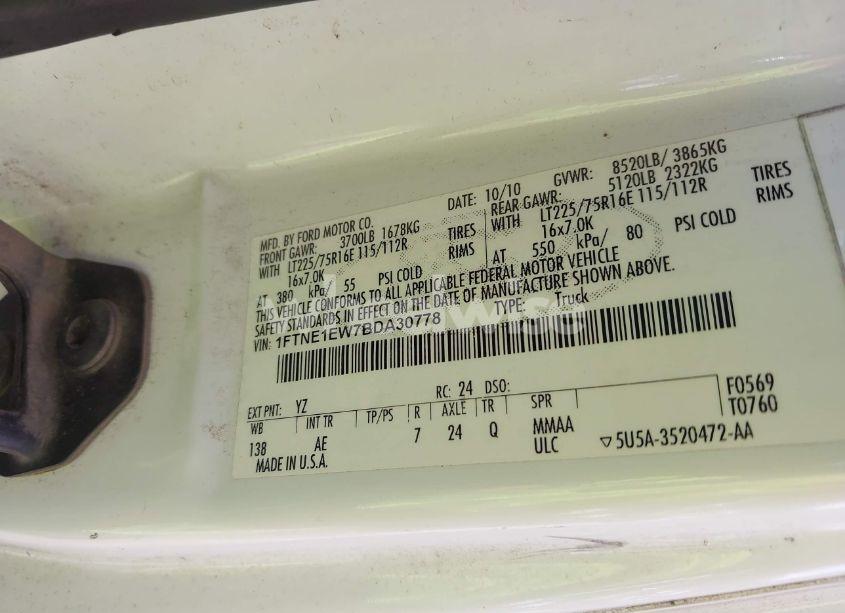 MFD. BY FORD MOTOR CO. DATE: 10/10 GVWR: 8520LB/ 3865KG
FRONT GAWR: 3700LB 1678KG REAR GAWR: 5120LB 2322KG
WITH LT225/75R16E 115/112R TIRES WITH LT225/75R16E 115/112R TIRES
16x7.0K RIMS 16x7.0K RIMS
AT 380 kPa/ 55 PSI COLD AT 550 kPa/ 80 PSI COLD
THIS VEHICLE CONFORMS TO ALL APPLICABLE FEDERAL MOTOR VEHICLE
SAFETY STANDARDS IN EFFECT ON THE DATE OF MANUFACTURE SHOWN ABOVE.
VIN: 1FTNE1EW7BDA30778 TYPE: Truck
EXT PNT: YZ RC: 24 DSO:
WB INT TR TP/PS R AXLE TR SPR F0569
138 AE 7 24 Q MMAA T0760
ULC
MADE IN U.S.A. 5U5A-3520472-AA